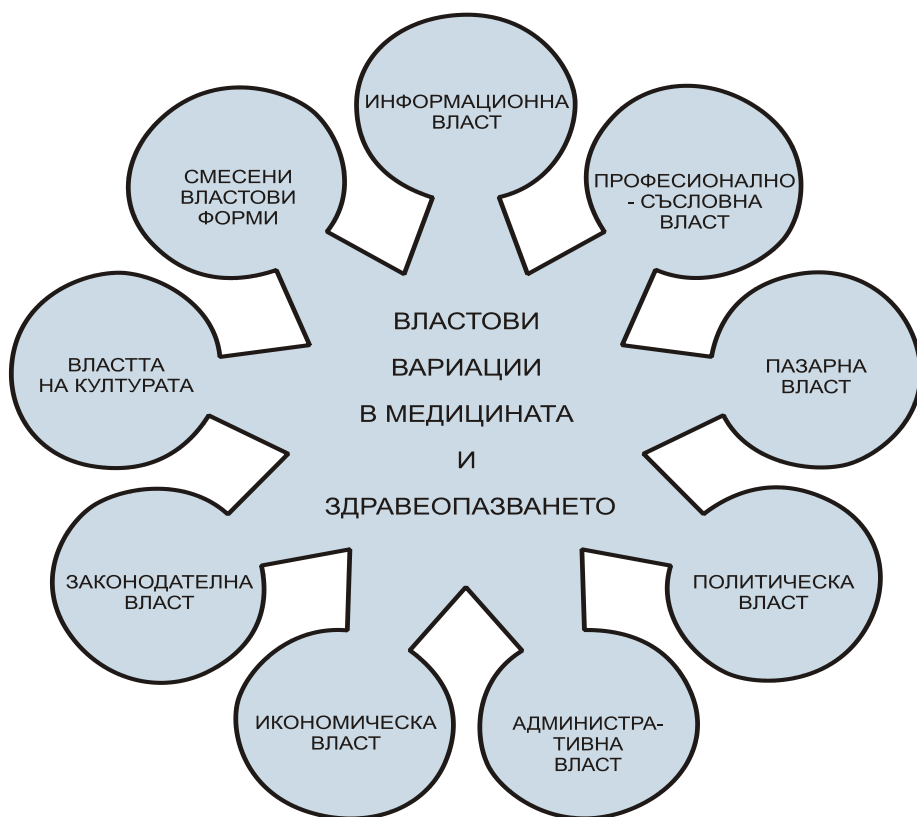 ИНФОРМАЦИОННА
ВЛАСТ
ПРОФЕСИОНАЛНО
- СЪСЛОВНА
ВЛАСТ
ПАЗАРНА
ВЛАСТ
ПОЛИТИЧЕСКА
ВЛАСТ
АДМИНИСТРА-
ТИВНА
ВЛАСТ
ИКОНОМИЧЕСКА
ВЛАСТ
ЗАКОНОДАТЕЛНА
ВЛАСТ
ВЛАСТТА
НА КУЛТУРАТА
СМЕСЕНИ
ВЛАСТОВИ
ФОРМИ
ВЛАСТОВИ
ВАРИАЦИИ
В МЕДИЦИНАТА
И
ЗДРАВЕОПАЗВАНЕТО